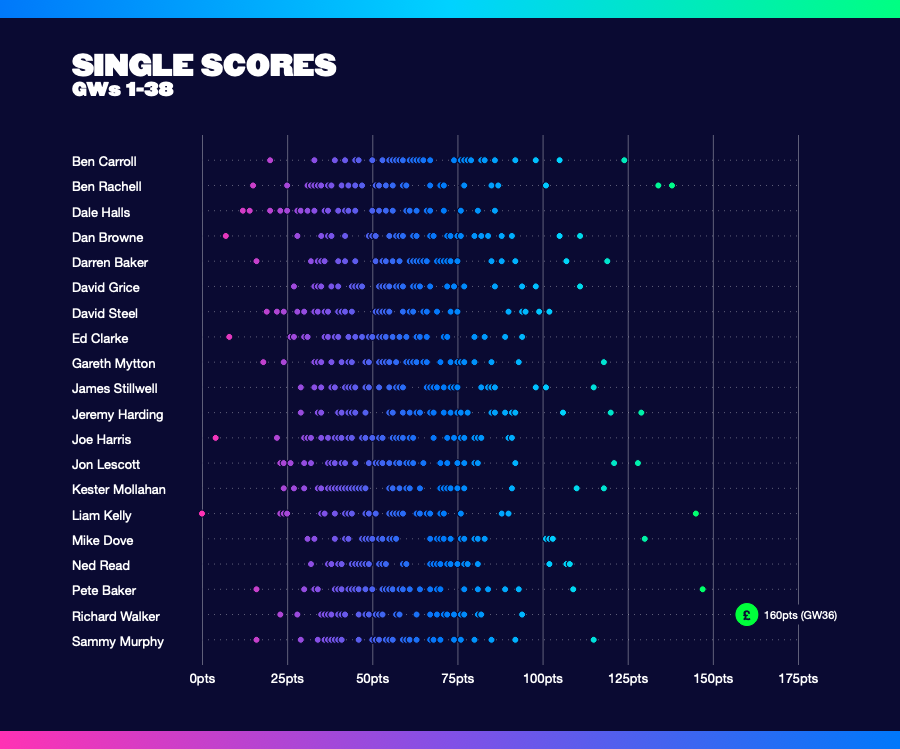 SINGLE SCORES
GWs 1-38
Ben Carroll
Ben Rachell
Dale Halls
Dan Browne
Darren Baker
David Grice
David Steel
Ed Clarke
Gareth Mytton
James Stillwell
Jeremy Harding
Joe Harris
Jon Lescott
Kester Mollahan
Liam Kelly
Mike Dove
Ned Read
Pete Baker
Richard Walker
£ 160pts (GW36)
Sammy Murphy
0pts 25pts 50pts 75pts 100pts 125pts 150pts 175pts